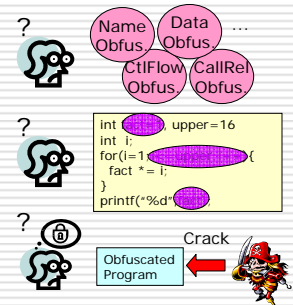 ?
Name Obfus.
Data Obfus.
...
CtlFlow Obfus.
CallRel Obfus.
?
int , upper=16
int i;
for(i=1; {
fact *= i;
}
printf("%d"
?
Crack
Obfuscated
Program